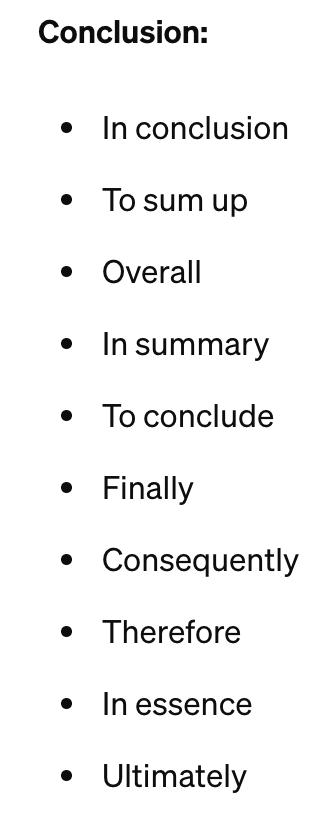 Conclusion:
• In conclusion
• To sum up
• Overall
• In summary
• To conclude
• Finally
• Consequently
• Therefore
• In essence
• Ultimately